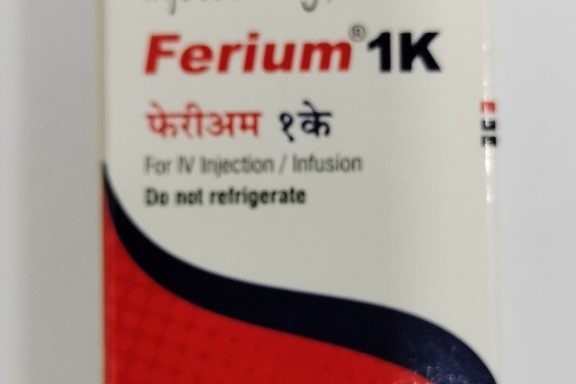 Ferium® 1K
फेरीअम १के
For IV Injection / Infusion
Do not refrigerate